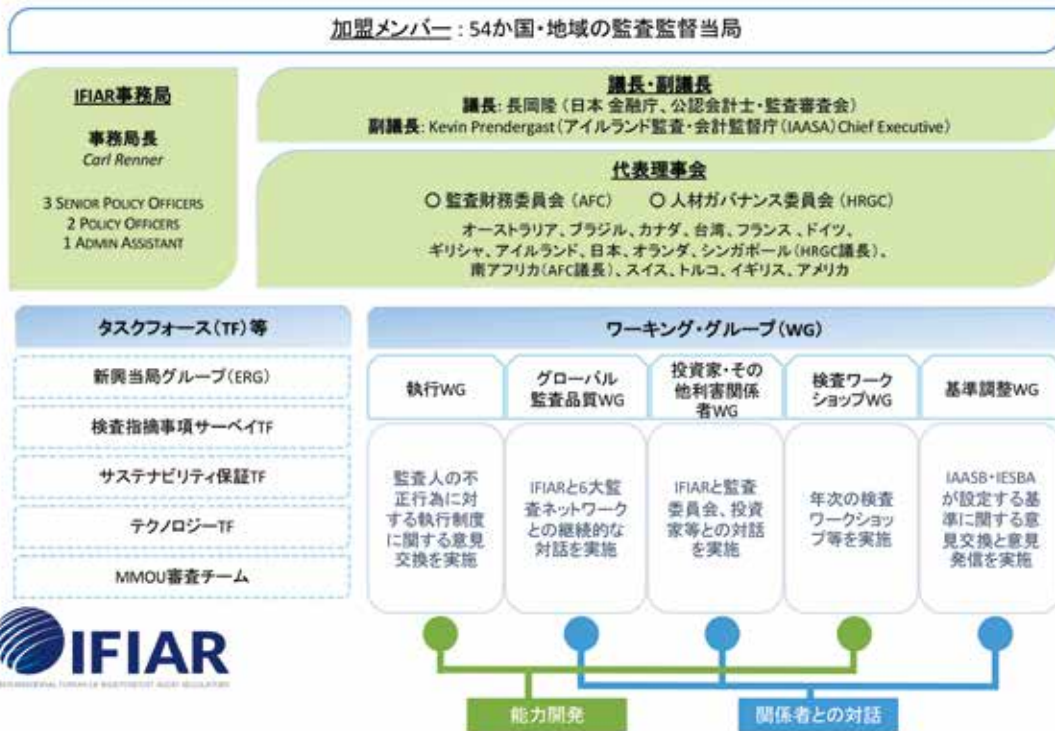 加盟メンバー : 54か国・地域の監査監督当局
IFIAR事務局
事務局長
Carl Renner
3 SENIOR POLICY OFFICERS
2 POLICY OFFICERS
1 ADMIN ASSISTANT
議長・副議長
議長: 長岡隆 (日本 金融庁、公認会計士・監査審査会)
副議長: Kevin Prendergast(アイルランド監査・会計監督庁(IAASA)Chief Executive)
代表理事会
○ 監査財務委員会 (AFC) ○ 人材ガバナンス委員会 (HRGC)
オーストラリア、ブラジル、カナダ、台湾、フランス、ドイツ、
ギリシャ、アイルランド、日本、オランダ、シンガポール(HRGC議長)、
南アフリカ(AFC議長)、スイス、トルコ、イギリス、アメリカ
タスクフォース(TF)等
新興当局グループ(ERG)
検査指摘事項サーベイTF
サステナビリティ保証TF
テクノロジーTF
MMOU審査チーム
ワーキング・グループ(WG)
執行WG
監査人の不
正行為に対
する執行制度
に関する意見
交換を実施
グローバル
監査品質WG
IFIARと6大監
査ネットワーク
との継続的な
対話を実施
投資家・その
他利害関係
者WG
IFIARと監査
委員会、投資
家等との対話
を実施
検査ワーク
ショップWG
年次の検査
ワークショッ
プ等を実施
基準調整WG
IAASB・IESBA
が設定する基
準に関する意
見交換と意見
発信を実施
IFIAR
INTERNATIONAL FORUM OF INDEPENDENT AUDIT REGULATORS
能力開発
関係者との対話